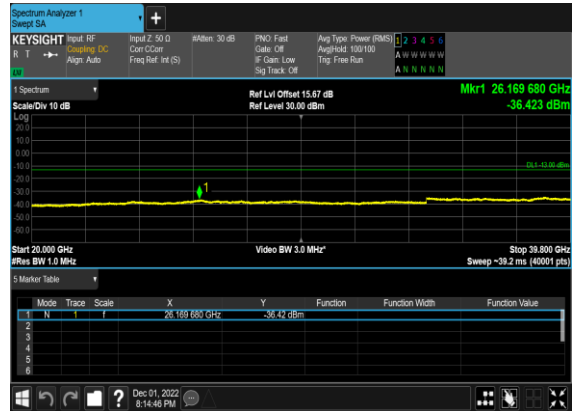 Spectrum Analyzer 1
Swept SA
+
KEYSIGHT
R T
LW
Input: RF
Coupling: DC
Align: Auto
Input Z: 50 Ω
Corr CCorr
Freq Ref: Int (S)
#Atten: 30 dB
PNO: Fast
Gate: Off
IF Gain: Low
Sig Track: Off
Avg Type: Power (RMS)
Avg|Hold: 100/100
Trig: Free Run
1 2 3 4 5 6
A W W W W W
A N N N N N
1 Spectrum
Scale/Div 10 dB
Ref Lvl Offset 15.67 dB
Ref Level 30.00 dBm
Mkr1 26.169 680 GHz
-36.423 dBm
Log
20.0
10.0
0.00
-10.0
-20.0
-30.0
-40.0
-50.0
-60.0
DL1 -13.00 dBm
1
Start 20.000 GHz
#Res BW 1.0 MHz
Video BW 3.0 MHz*
Stop 39.800 GHz
Sweep ~39.2 ms (40001 pts)
5 Marker Table
Mode Trace Scale X Y Function Function Width Function Value
1 N 1 f 26.169 680 GHz -36.42 dBm
2
3
4
5
6
?
Dec 01, 2022
8:14:46 PM